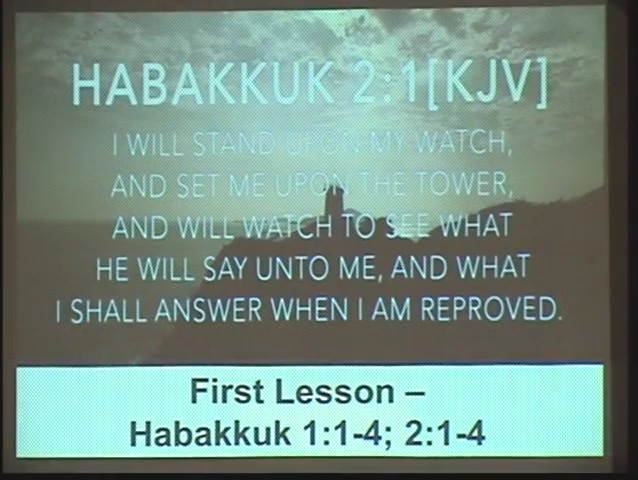 HABAKKUK 2:1[KJV]
I WILL STAND UPON MY WATCH,
AND SET ME UPON THE TOWER,
AND WILL WATCH TO SEE WHAT
HE WILL SAY UNTO ME, AND WHAT
I SHALL ANSWER WHEN I AM REPROVED.
First Lesson –
Habakkuk 1:1-4; 2:1-4